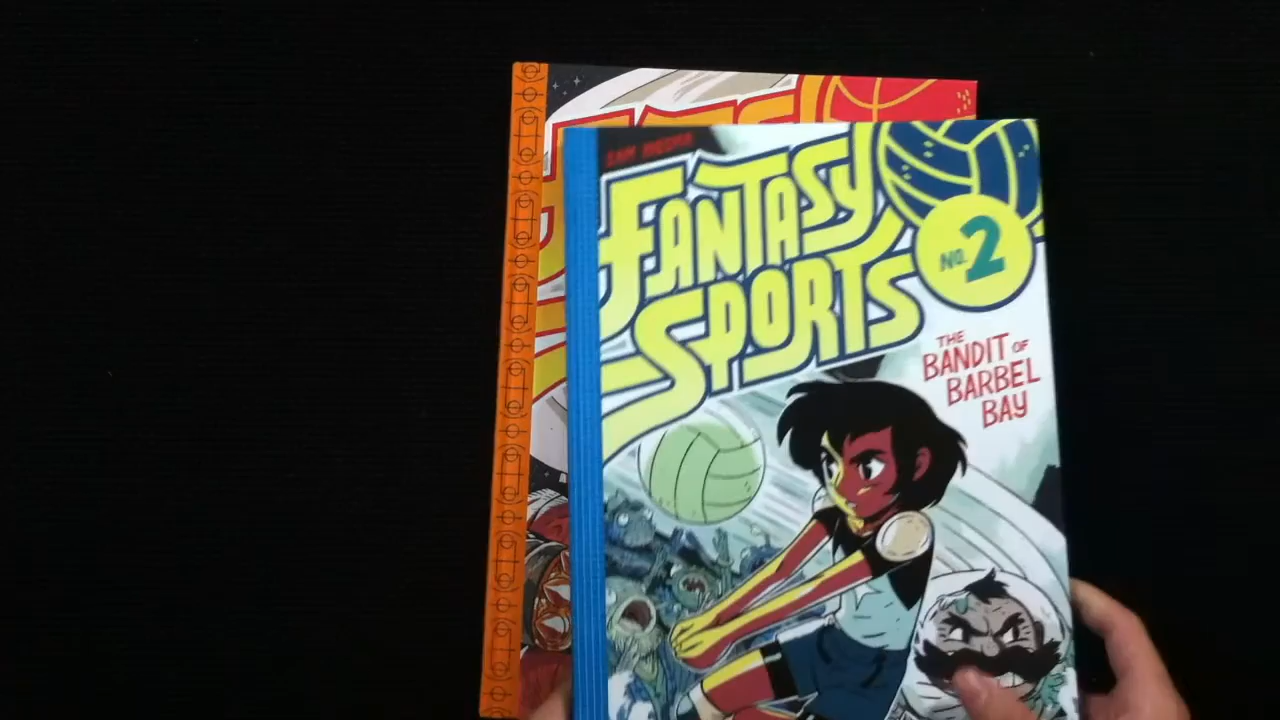 SAM BOSMA
FANTASY
SPORTS
NO. 2
THE
BANDIT OF
BARBEL
BAY